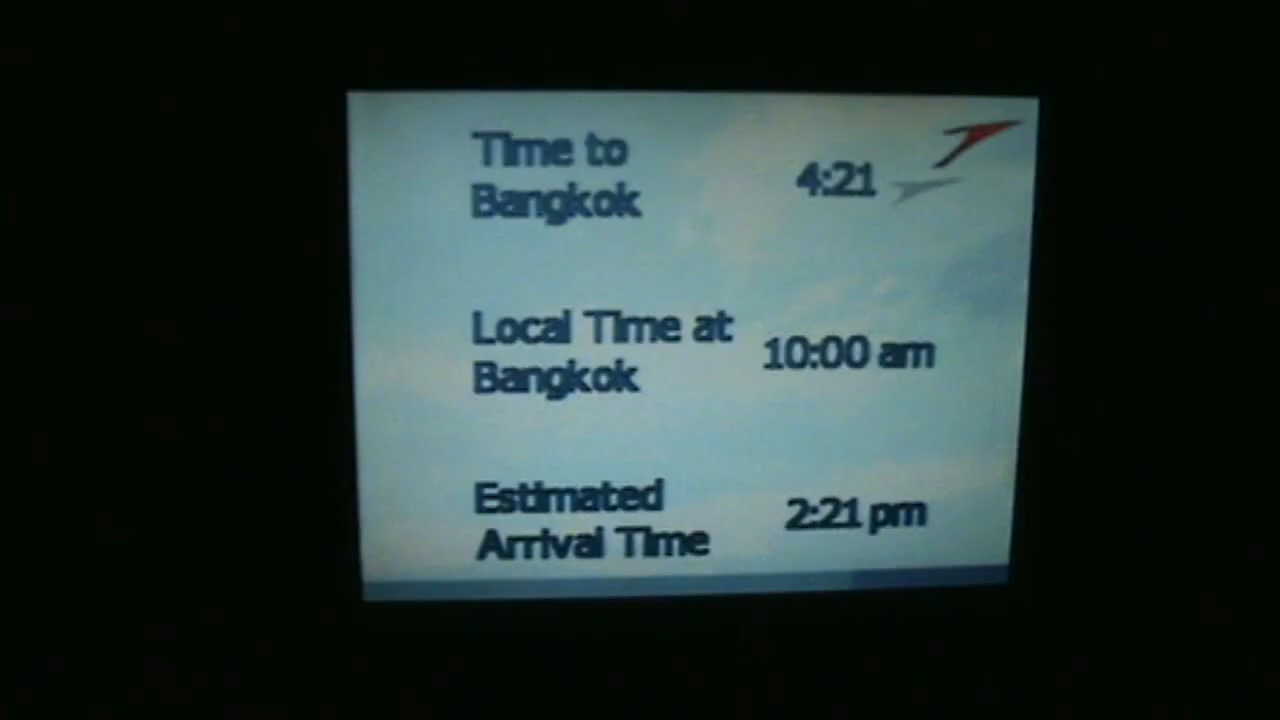 Time to
Bangkok
4:21
Local Time at
Bangkok
10:00 am
Estimated
Arrival Time
2:21 pm